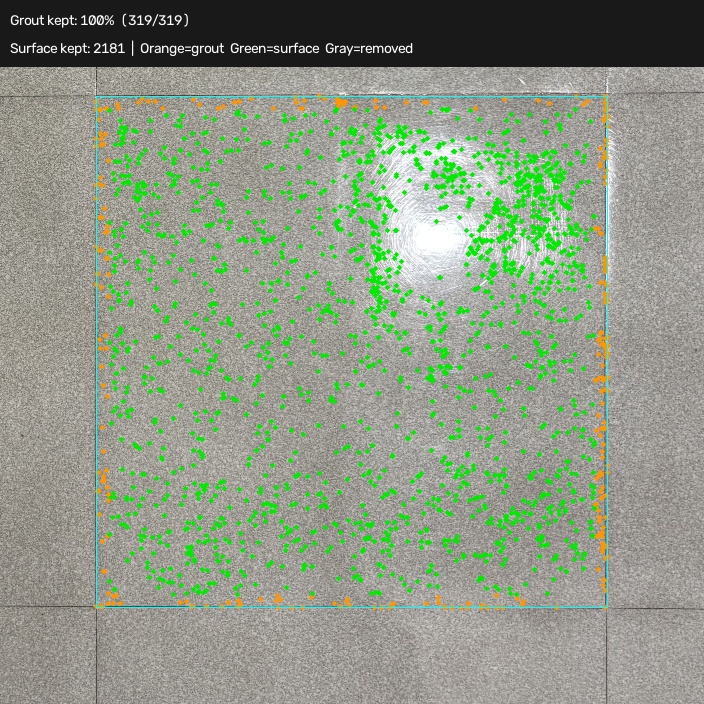 Grout kept: 100% (319/319)
Surface kept: 2181 | Orange=grout Green=surface Gray=removed